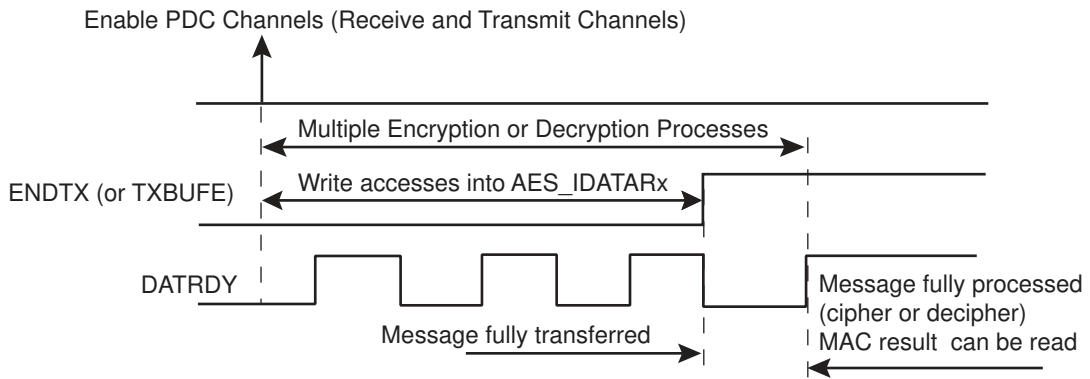 Enable PDC Channels (Receive and Transmit Channels)
Multiple Encryption or Decryption Processes
Write accesses into AES_IDATARx
ENDTX (or TXBUFE)
DATRDY
Message fully transferred
Message fully processed
(cipher or decipher)
MAC result can be read